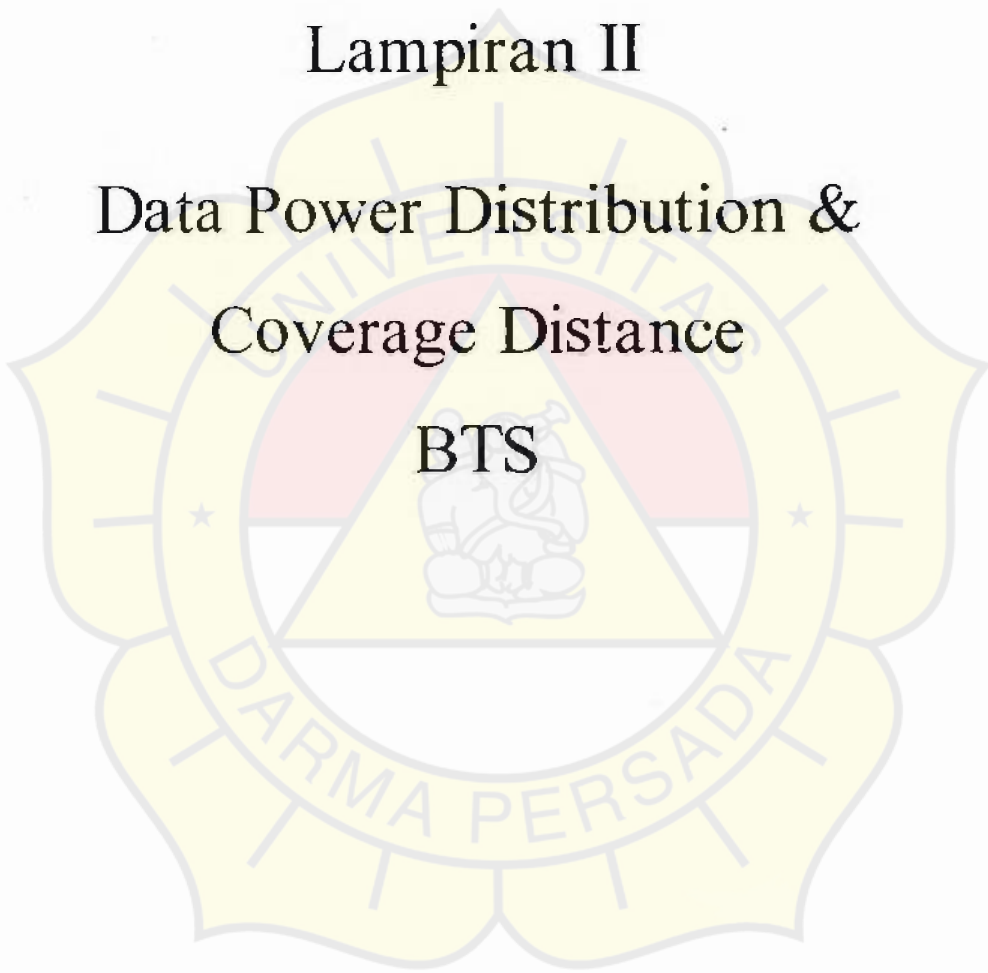 Lampiran II
Data Power Distribution &
Coverage Distance
BTS
UNIVERSITAS
DARMA PERSADA